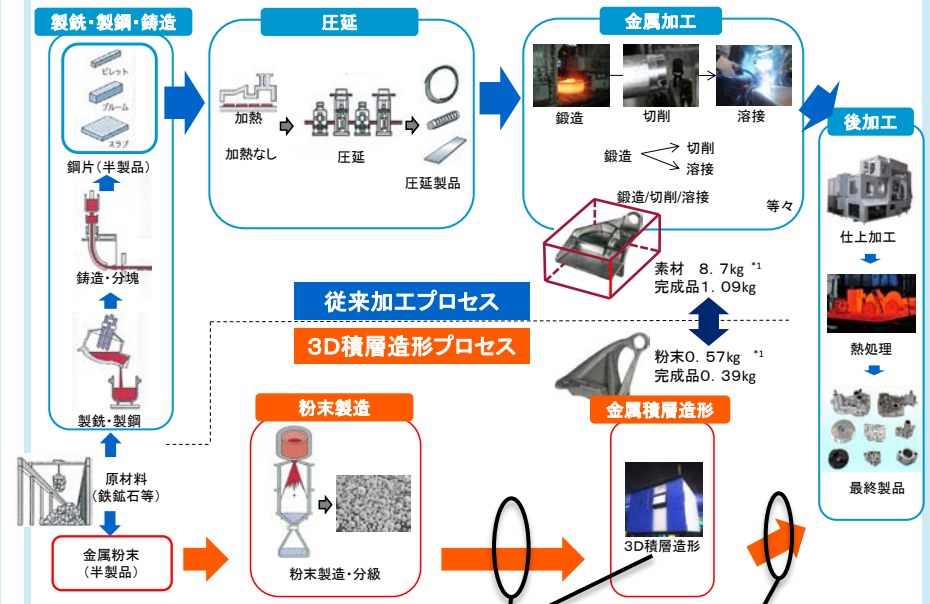 製銑・製鋼・鋳造
圧延
金属加工
ビレット
ブルーム
スラブ
鋼片(半製品)
鋳造・分塊
製銑・製鋼
原材料
(鉄鉱石等)
金属粉末
(半製品)
加熱
加熱なし
圧延
圧延製品
鍛造
切削
溶接
鍛造
切削
溶接
鍛造/切削/溶接
等々
後加工
仕上加工
熱処理
最終製品
素材 8.7kg *1
完成品1.09kg
従来加工プロセス
3D積層造形プロセス
粉末0.57kg *1
完成品0.39kg
粉末製造
粉末製造・分級
金属積層造形
3D積層造形